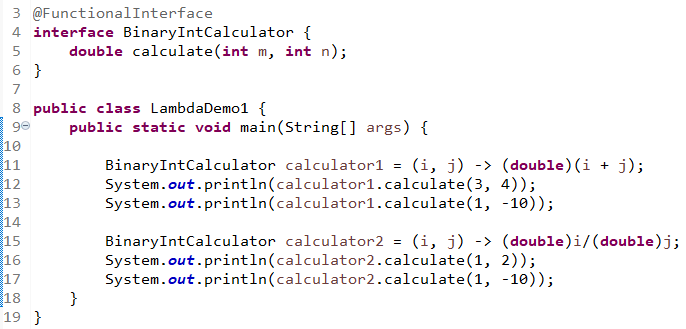 3 @FunctionalInterface
4 interface BinaryIntCalculator {
5     double calculate(int m, int n);
6 }
7
8 public class LambdaDemo1 {
9     public static void main(String[] args) {
10
11         BinaryIntCalculator calculator1 = (i, j) -> (double)(i + j);
12         System.out.println(calculator1.calculate(3, 4));
13         System.out.println(calculator1.calculate(1, -10));
14
15         BinaryIntCalculator calculator2 = (i, j) -> (double)i/(double)j;
16         System.out.println(calculator2.calculate(1, 2));
17         System.out.println(calculator2.calculate(1, -10));
18     }
19 }